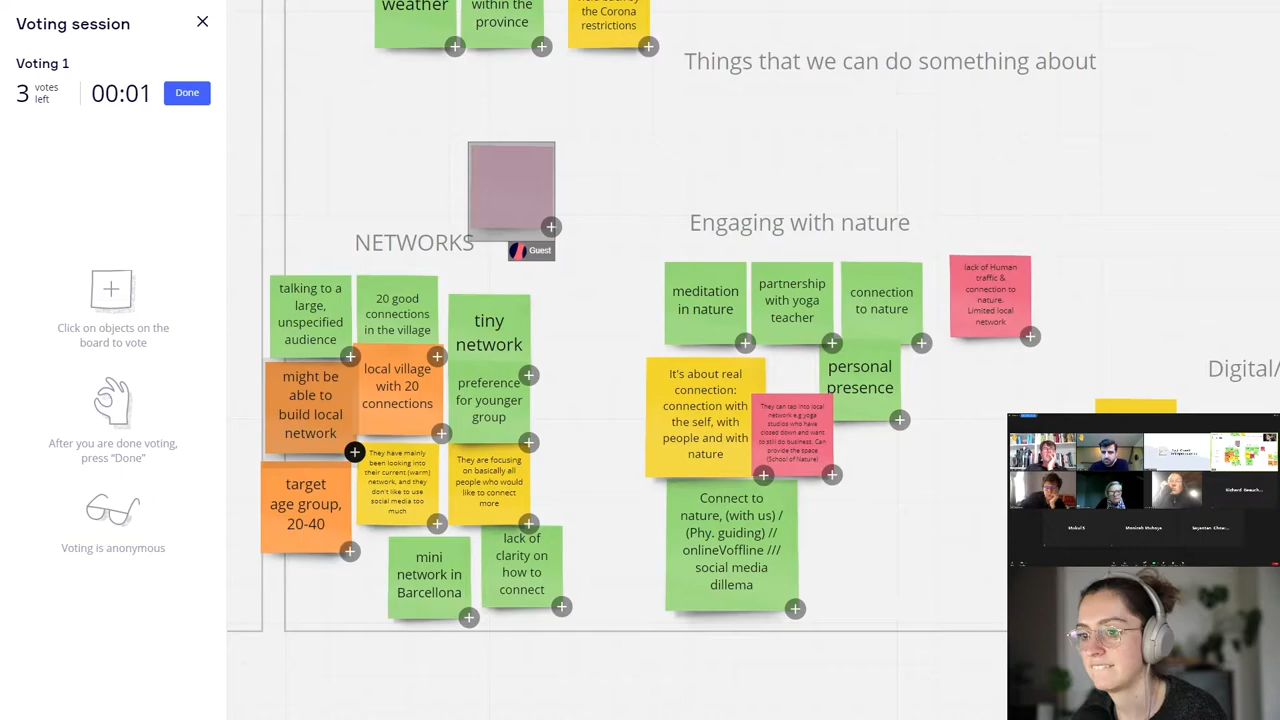 Voting session
Voting 1
3
votes
left
00:01
Done
Click on objects on the
board to vote
After you are done voting,
press “Done”
Voting is anonymous
weather
within the
province
the Corona
restrictions
Things that we can do something about
Guest
NETWORKS
talking to a
large,
unspecified
audience
20 good
connections
in the village
tiny
network
might be
able to
build local
network
local village
with 20
connections
preference
for younger
group
target
age group,
20-40
They have mainly
been looking into
their current (warm)
network, and they
don't like to use
social media too
much
They are focusing
on basically all
people who would
like to connect
more
mini
network in
Barcellona
lack of
clarity on
how to
connect
Engaging with nature
meditation
in nature
partnership
with yoga
teacher
connection
to nature
lack of Human
traffic &
connection to
nature.
Limited local
network
It's about real
connection:
connection with
the self, with
people and with
nature
They can tap into local
network e.g yoga
studios who have
closed down and want
to still do business. Can
provide the space
(School of Nature)
personal
presence
Connect to
nature, (with us) /
(Phy. guiding) //
onlineVoffline ///
social media
dillema
Digital/